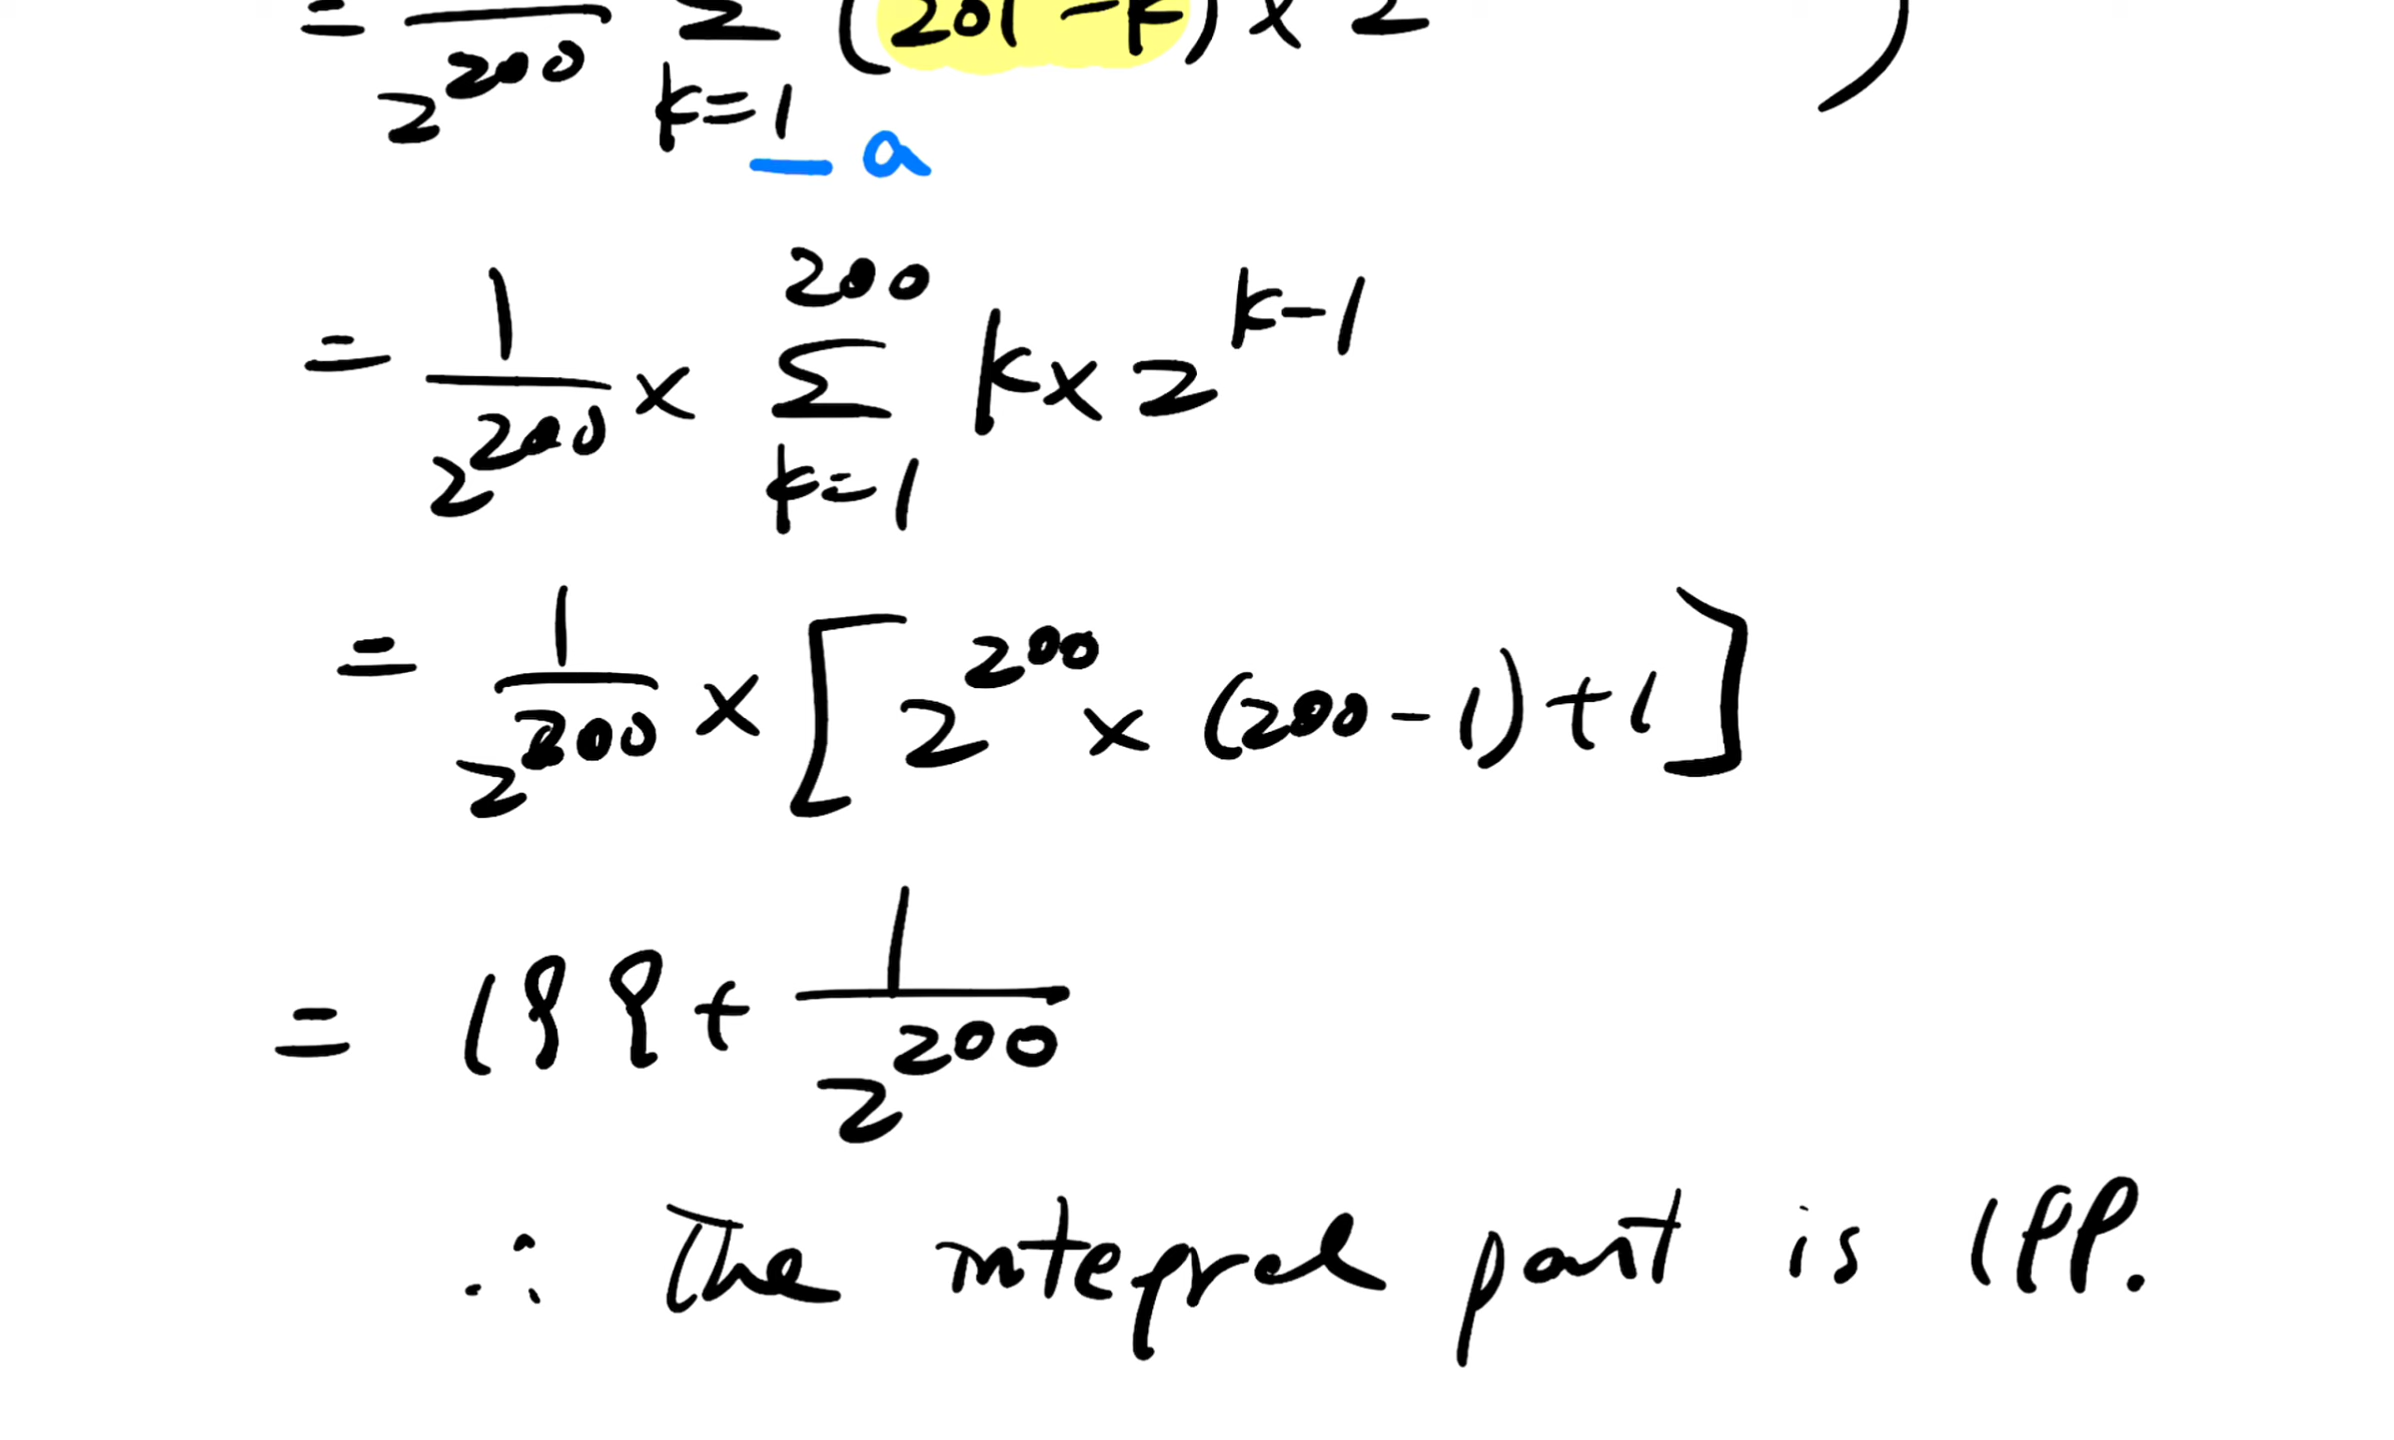 = 1/2^200 Σ_{k=1} (201-k) × 2
a
= 1/2^200 × Σ_{k=1}^{200} k × 2^{k-1}
= 1/2^200 × [2^200 × (200-1)+1]
= 199 + 1/2^200
∴ The integral part is 199.